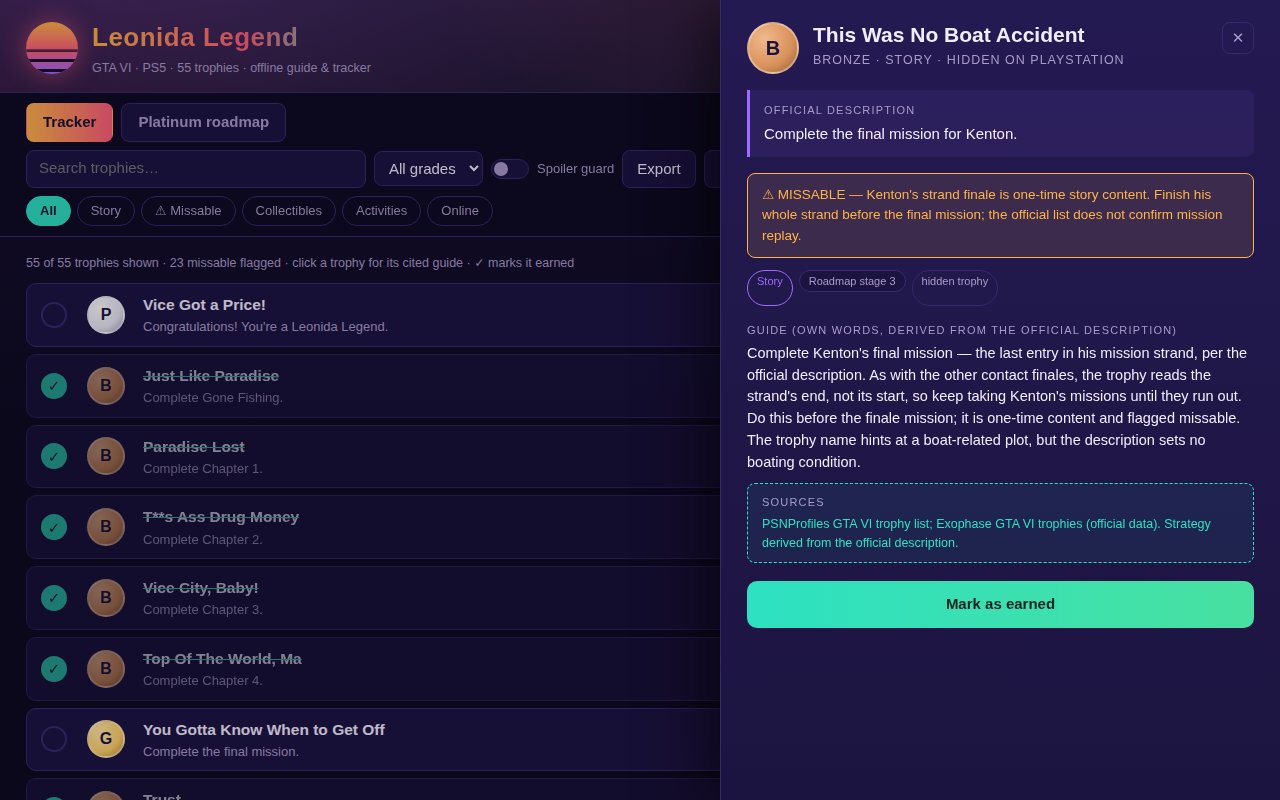 Leonida Legend
GTA VI · PS5 · 55 trophies · offline guide & tracker
Tracker
Platinum roadmap
Search trophies…
All grades
Spoiler guard
Export
All
Story
⚠ Missable
Collectibles
Activities
Online
55 of 55 trophies shown · 23 missable flagged · click a trophy for its cited guide · ✓ marks it earned
P
Vice Got a Price!
Congratulations! You're a Leonida Legend.
✓
B
Just Like Paradise
Complete Gone Fishing.
✓
B
Paradise Lost
Complete Chapter 1.
✓
B
T**s Ass Drug Money
Complete Chapter 2.
✓
B
Vice City, Baby!
Complete Chapter 3.
✓
B
Top Of The World, Ma
Complete Chapter 4.
G
You Gotta Know When to Get Off
Complete the final mission.
Trust
B
This Was No Boat Accident
BRONZE · STORY · HIDDEN ON PLAYSTATION
✕
OFFICIAL DESCRIPTION
Complete the final mission for Kenton.
⚠ MISSABLE — Kenton's strand finale is one-time story content. Finish his
whole strand before the final mission; the official list does not confirm mission
replay.
Story
Roadmap stage 3
hidden trophy
GUIDE (OWN WORDS, DERIVED FROM THE OFFICIAL DESCRIPTION)
Complete Kenton's final mission — the last entry in his mission strand, per the
official description. As with the other contact finales, the trophy reads the
strand's end, not its start, so keep taking Kenton's missions until they run out.
Do this before the finale mission; it is one-time content and flagged missable.
The trophy name hints at a boat-related plot, but the description sets no
boating condition.
SOURCES
PSNProfiles GTA VI trophy list; Exophase GTA VI trophies (official data). Strategy
derived from the official description.
Mark as earned